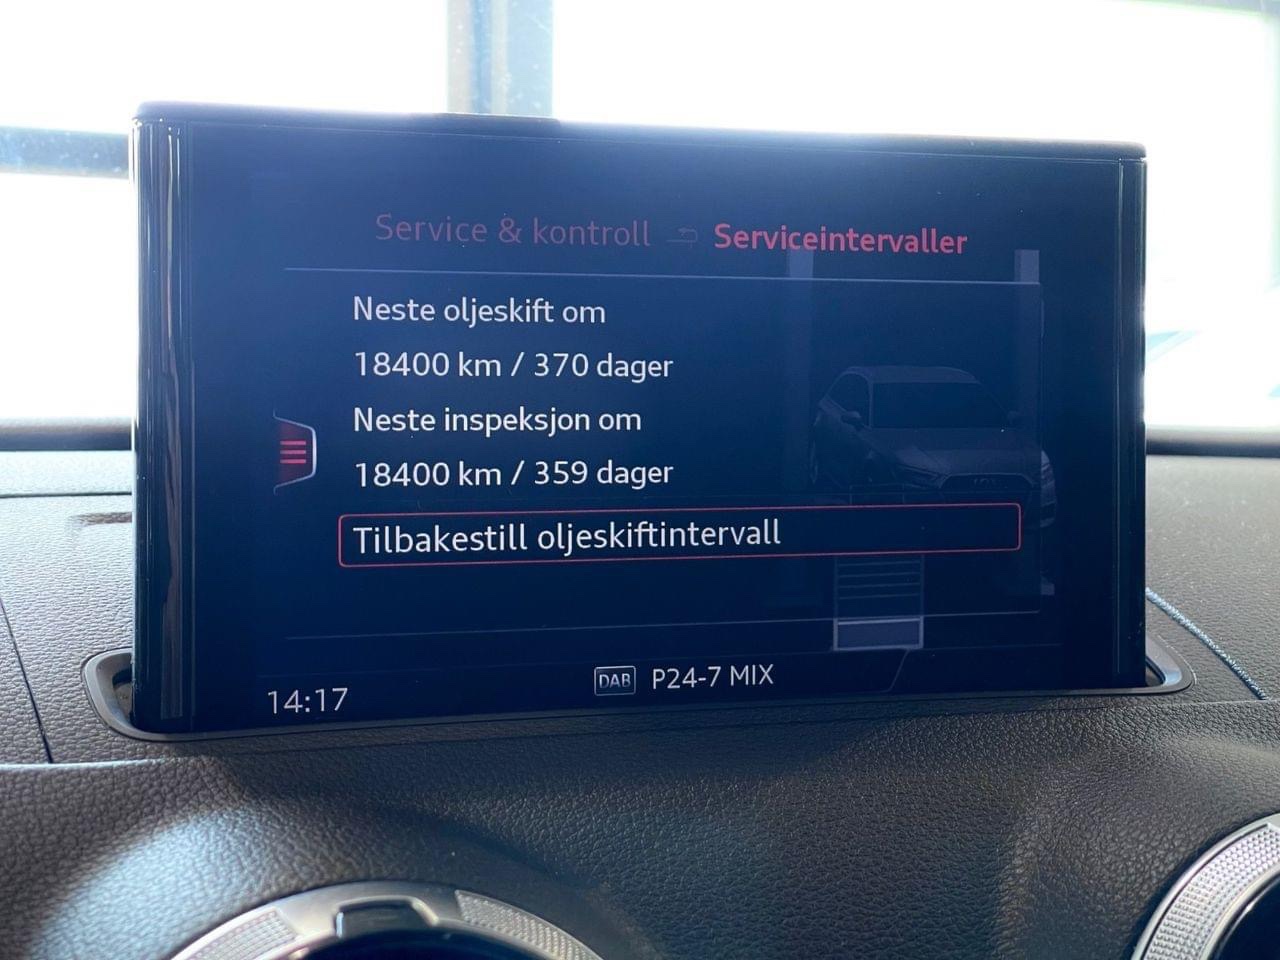 Service & kontroll Serviceintervaller
Neste oljeskift om
18400 km / 370 dager
Neste inspeksjon om
18400 km / 359 dager
Tilbakestill oljeskiftintervall
14:17 DAB P24-7 MIX